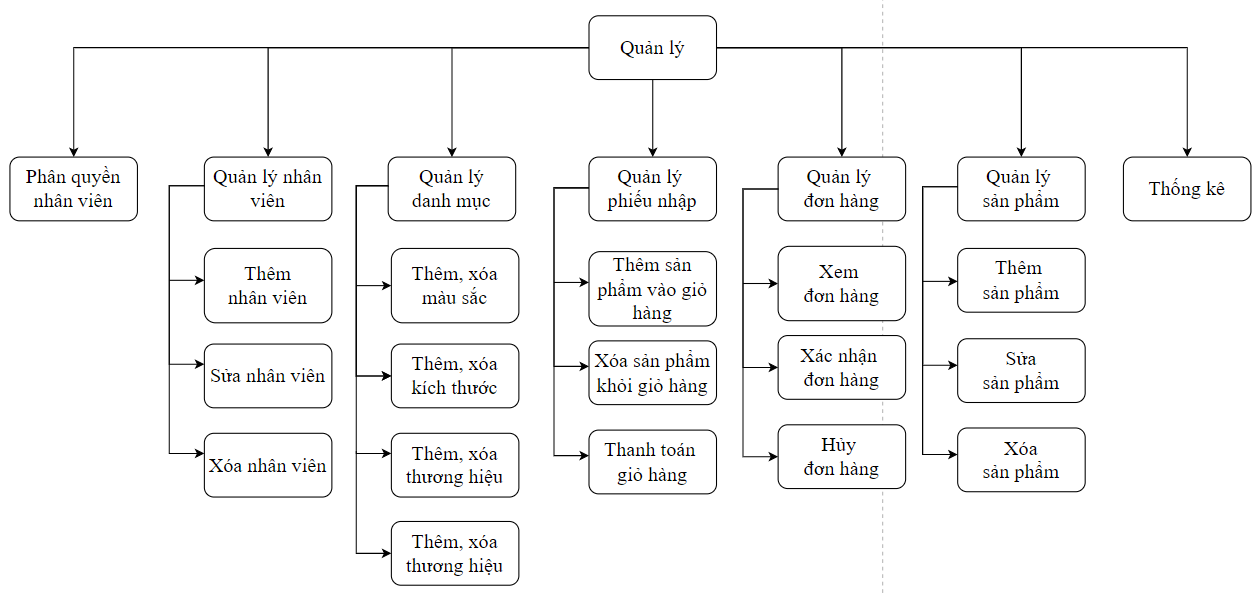 Quản lý
Phân quyền
nhân viên
Quản lý nhân
viên
Quản lý
danh mục
Quản lý
phiếu nhập
Quản lý
đơn hàng
Quản lý
sản phẩm
Thống kê
Thêm
nhân viên
Sửa nhân viên
Xóa nhân viên
Thêm, xóa
màu sắc
Thêm, xóa
kích thước
Thêm, xóa
thương hiệu
Thêm, xóa
thương hiệu
Thêm sản
phẩm vào giỏ
hàng
Xóa sản phẩm
khỏi giỏ hàng
Thanh toán
giỏ hàng
Xem
đơn hàng
Xác nhận
đơn hàng
Hủy
đơn hàng
Thêm
sản phẩm
Sửa
sản phẩm
Xóa
sản phẩm